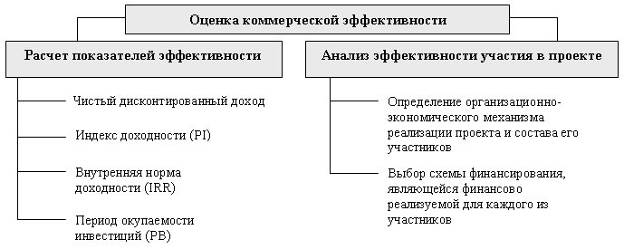 Оценка коммерческой эффективности
Расчет показателей эффективности
Чистый дисконтированный доход
Индекс доходности (PI)
Внутренняя норма
доходности (IRR)
Период окупаемости
инвестиций (PB)
Анализ эффективности участия в проекте
Определение организационно-
экономического механизма
реализации проекта и состава его
участников
Выбор схемы финансирования,
являющейся финансово
реализуемой для каждого из
участников